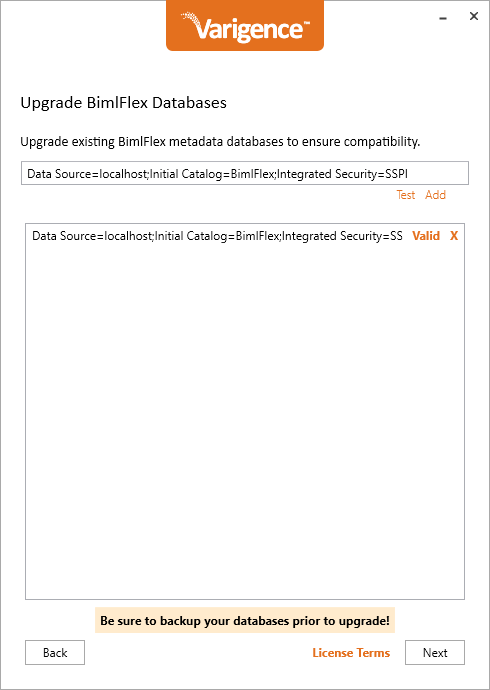 Varigence™
Upgrade BimlFlex Databases
Upgrade existing BimlFlex metadata databases to ensure compatibility.
Data Source=localhost;Initial Catalog=BimlFlex;Integrated Security=SSPI
Test Add
Data Source=localhost;Initial Catalog=BimlFlex;Integrated Security=SS Valid X
Be sure to backup your databases prior to upgrade!
Back License Terms Next